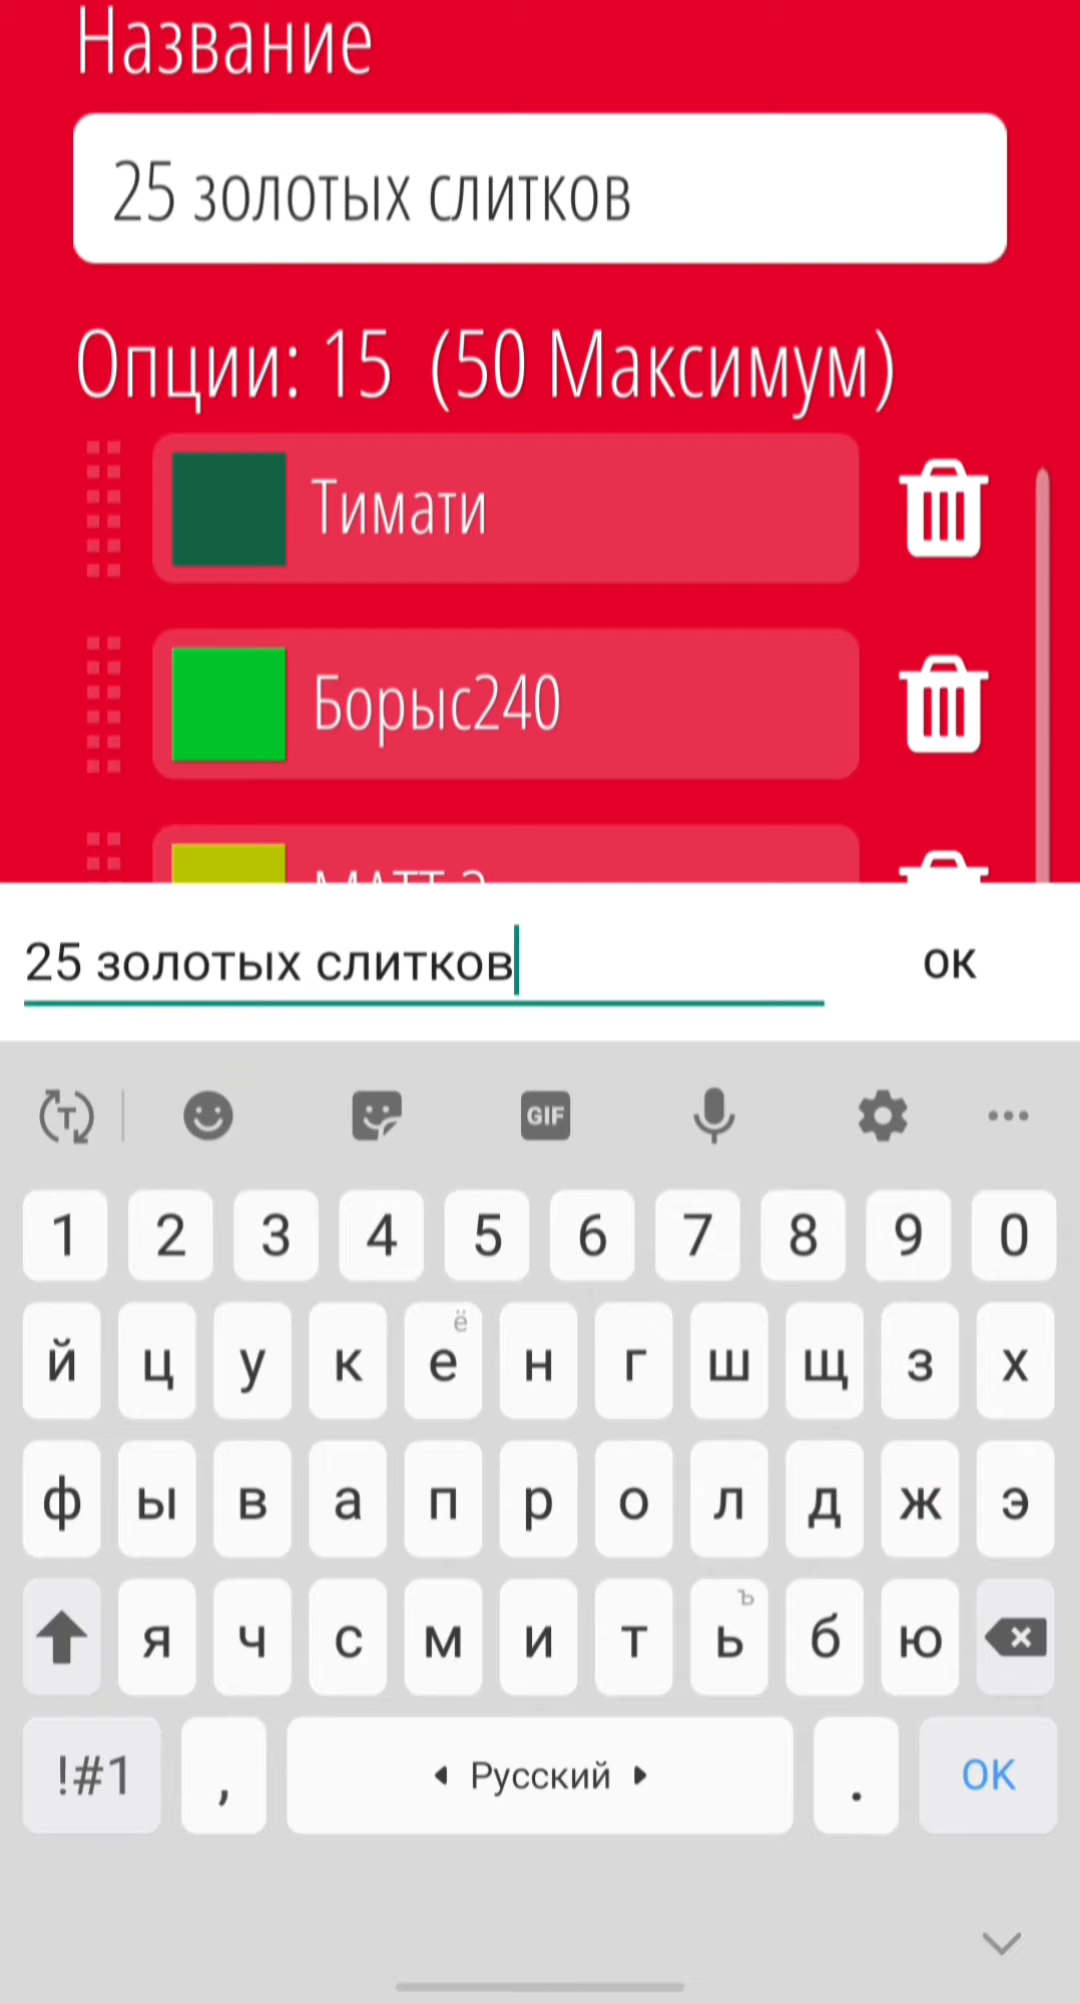 Название
25 золотых слитков
Опции: 15 (50 Максимум)
Тимати
Борыс240
25 золотых слитков
ОК
GIF
1 2 3 4 5 6 7 8 9 0
й ц у к е ё н г ш щ з х
ф ы в а п р о л д ж э
я ч с м и т ь ъ б ю
!#1 , Русский . ОК